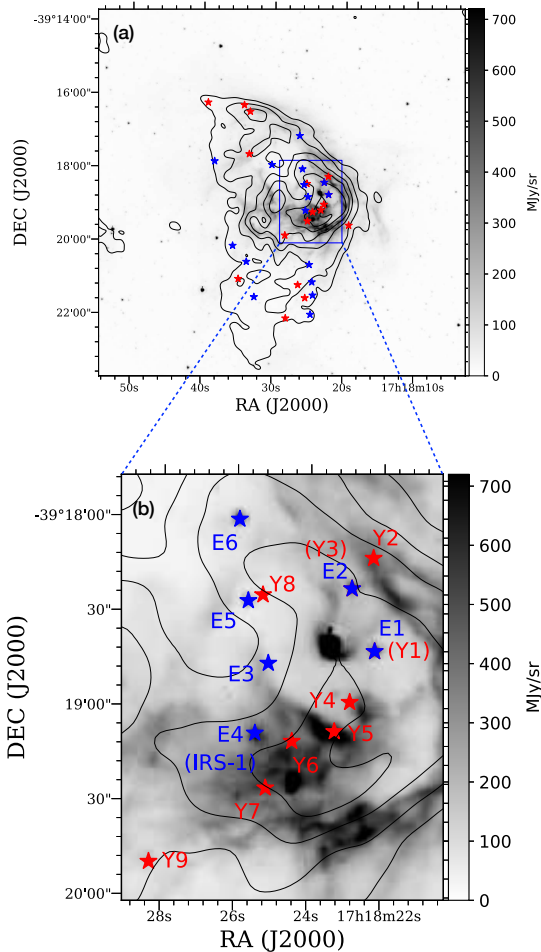 (a)
-39°14'00"
16'00"
18'00"
20'00"
22'00"
DEC (J2000)
50s 40s 30s 20s 17h18m10s
RA (J2000)
700
600
500
400
300
200
100
0
MJy/sr
(b)
-39°18'00"
30"
19'00"
30"
20'00"
DEC (J2000)
E6
(Y3) Y2
E2
Y8
E5
E1
(Y1)
E3
Y4
E4
Y5
(IRS-1)
Y6
Y7
Y9
28s 26s 24s 17h18m22s
RA (J2000)
700
600
500
400
300
200
100
0
MJy/sr